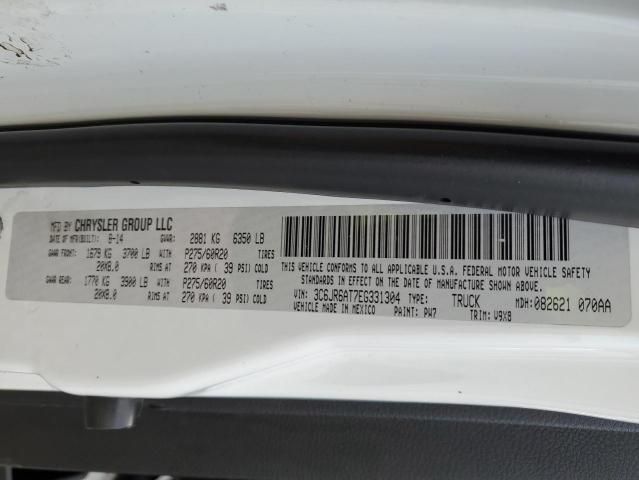 MFD BY CHRYSLER GROUP LLC
DATE OF MFR(BUILT): 8-14 GVWR: 2881 KG 6350 LB
GAWR FRONT: 1679 KG 3700 LB WITH P275/60R20 TIRES
20X8.0 RIMS AT 270 KPA ( 39 PSI) COLD
GAWR REAR: 1770 KG 3900 LB WITH P275/60R20 TIRES
20X8.0 RIMS AT 270 KPA ( 39 PSI) COLD
THIS VEHICLE CONFORMS TO ALL APPLICABLE U.S.A. FEDERAL MOTOR VEHICLE SAFETY
STANDARDS IN EFFECT ON THE DATE OF MANUFACTURE SHOWN ABOVE.
VIN: 3C6JR6AT7EG331304 TYPE: TRUCK MDH: 082621 070AA
VEHICLE MADE IN MEXICO PAINT: PW7 TRIM: V9X8